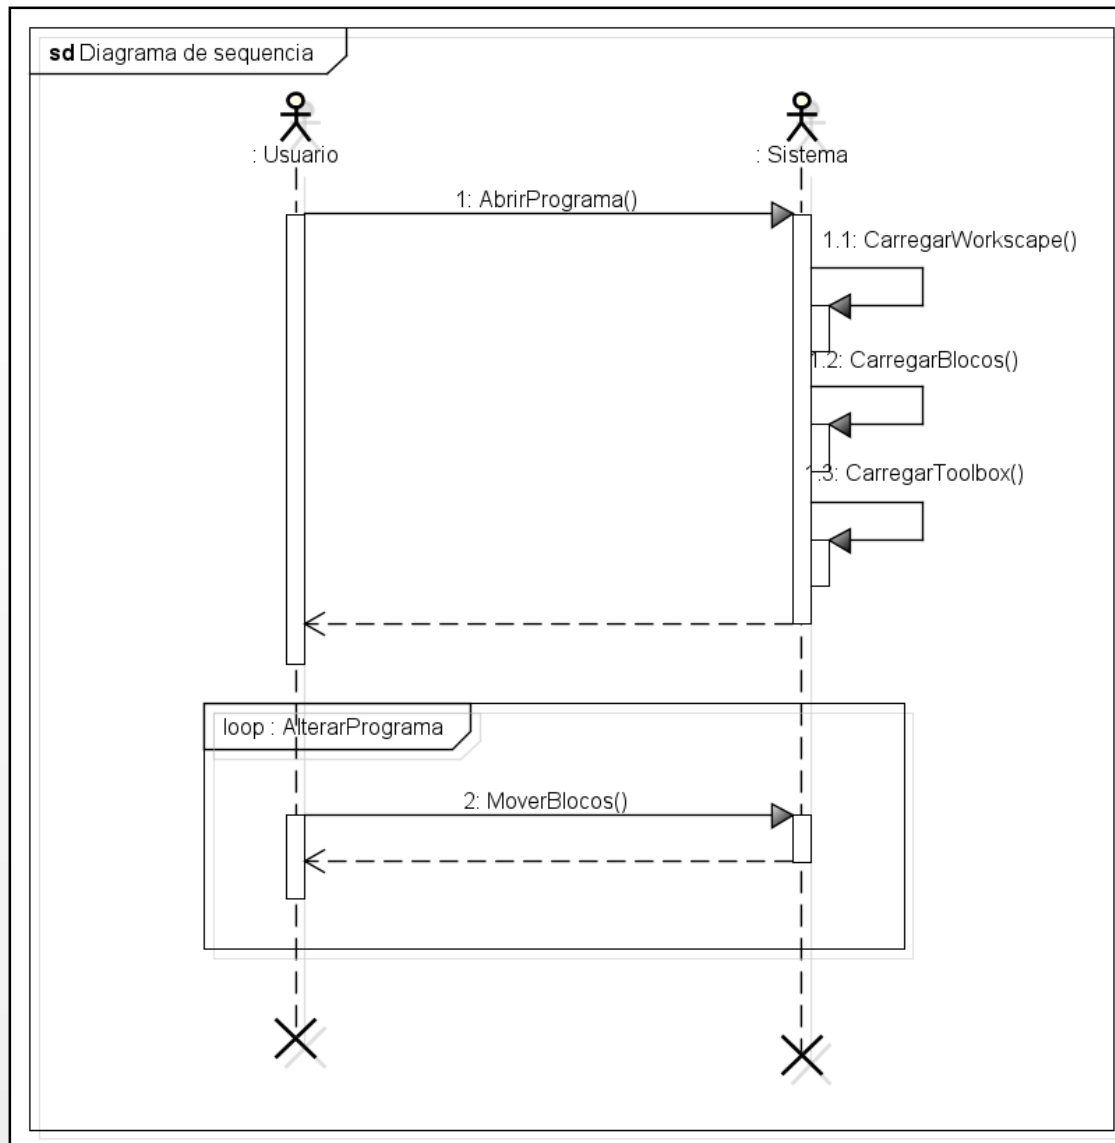 sd Diagrama de sequencia
: Usuario
: Sistema
1: AbrirPrograma()
1.1: CarregarWorkscape()
1.2: CarregarBlocos()
1.3: CarregarToolbox()
loop : AlterarPrograma
2: MoverBlocos()